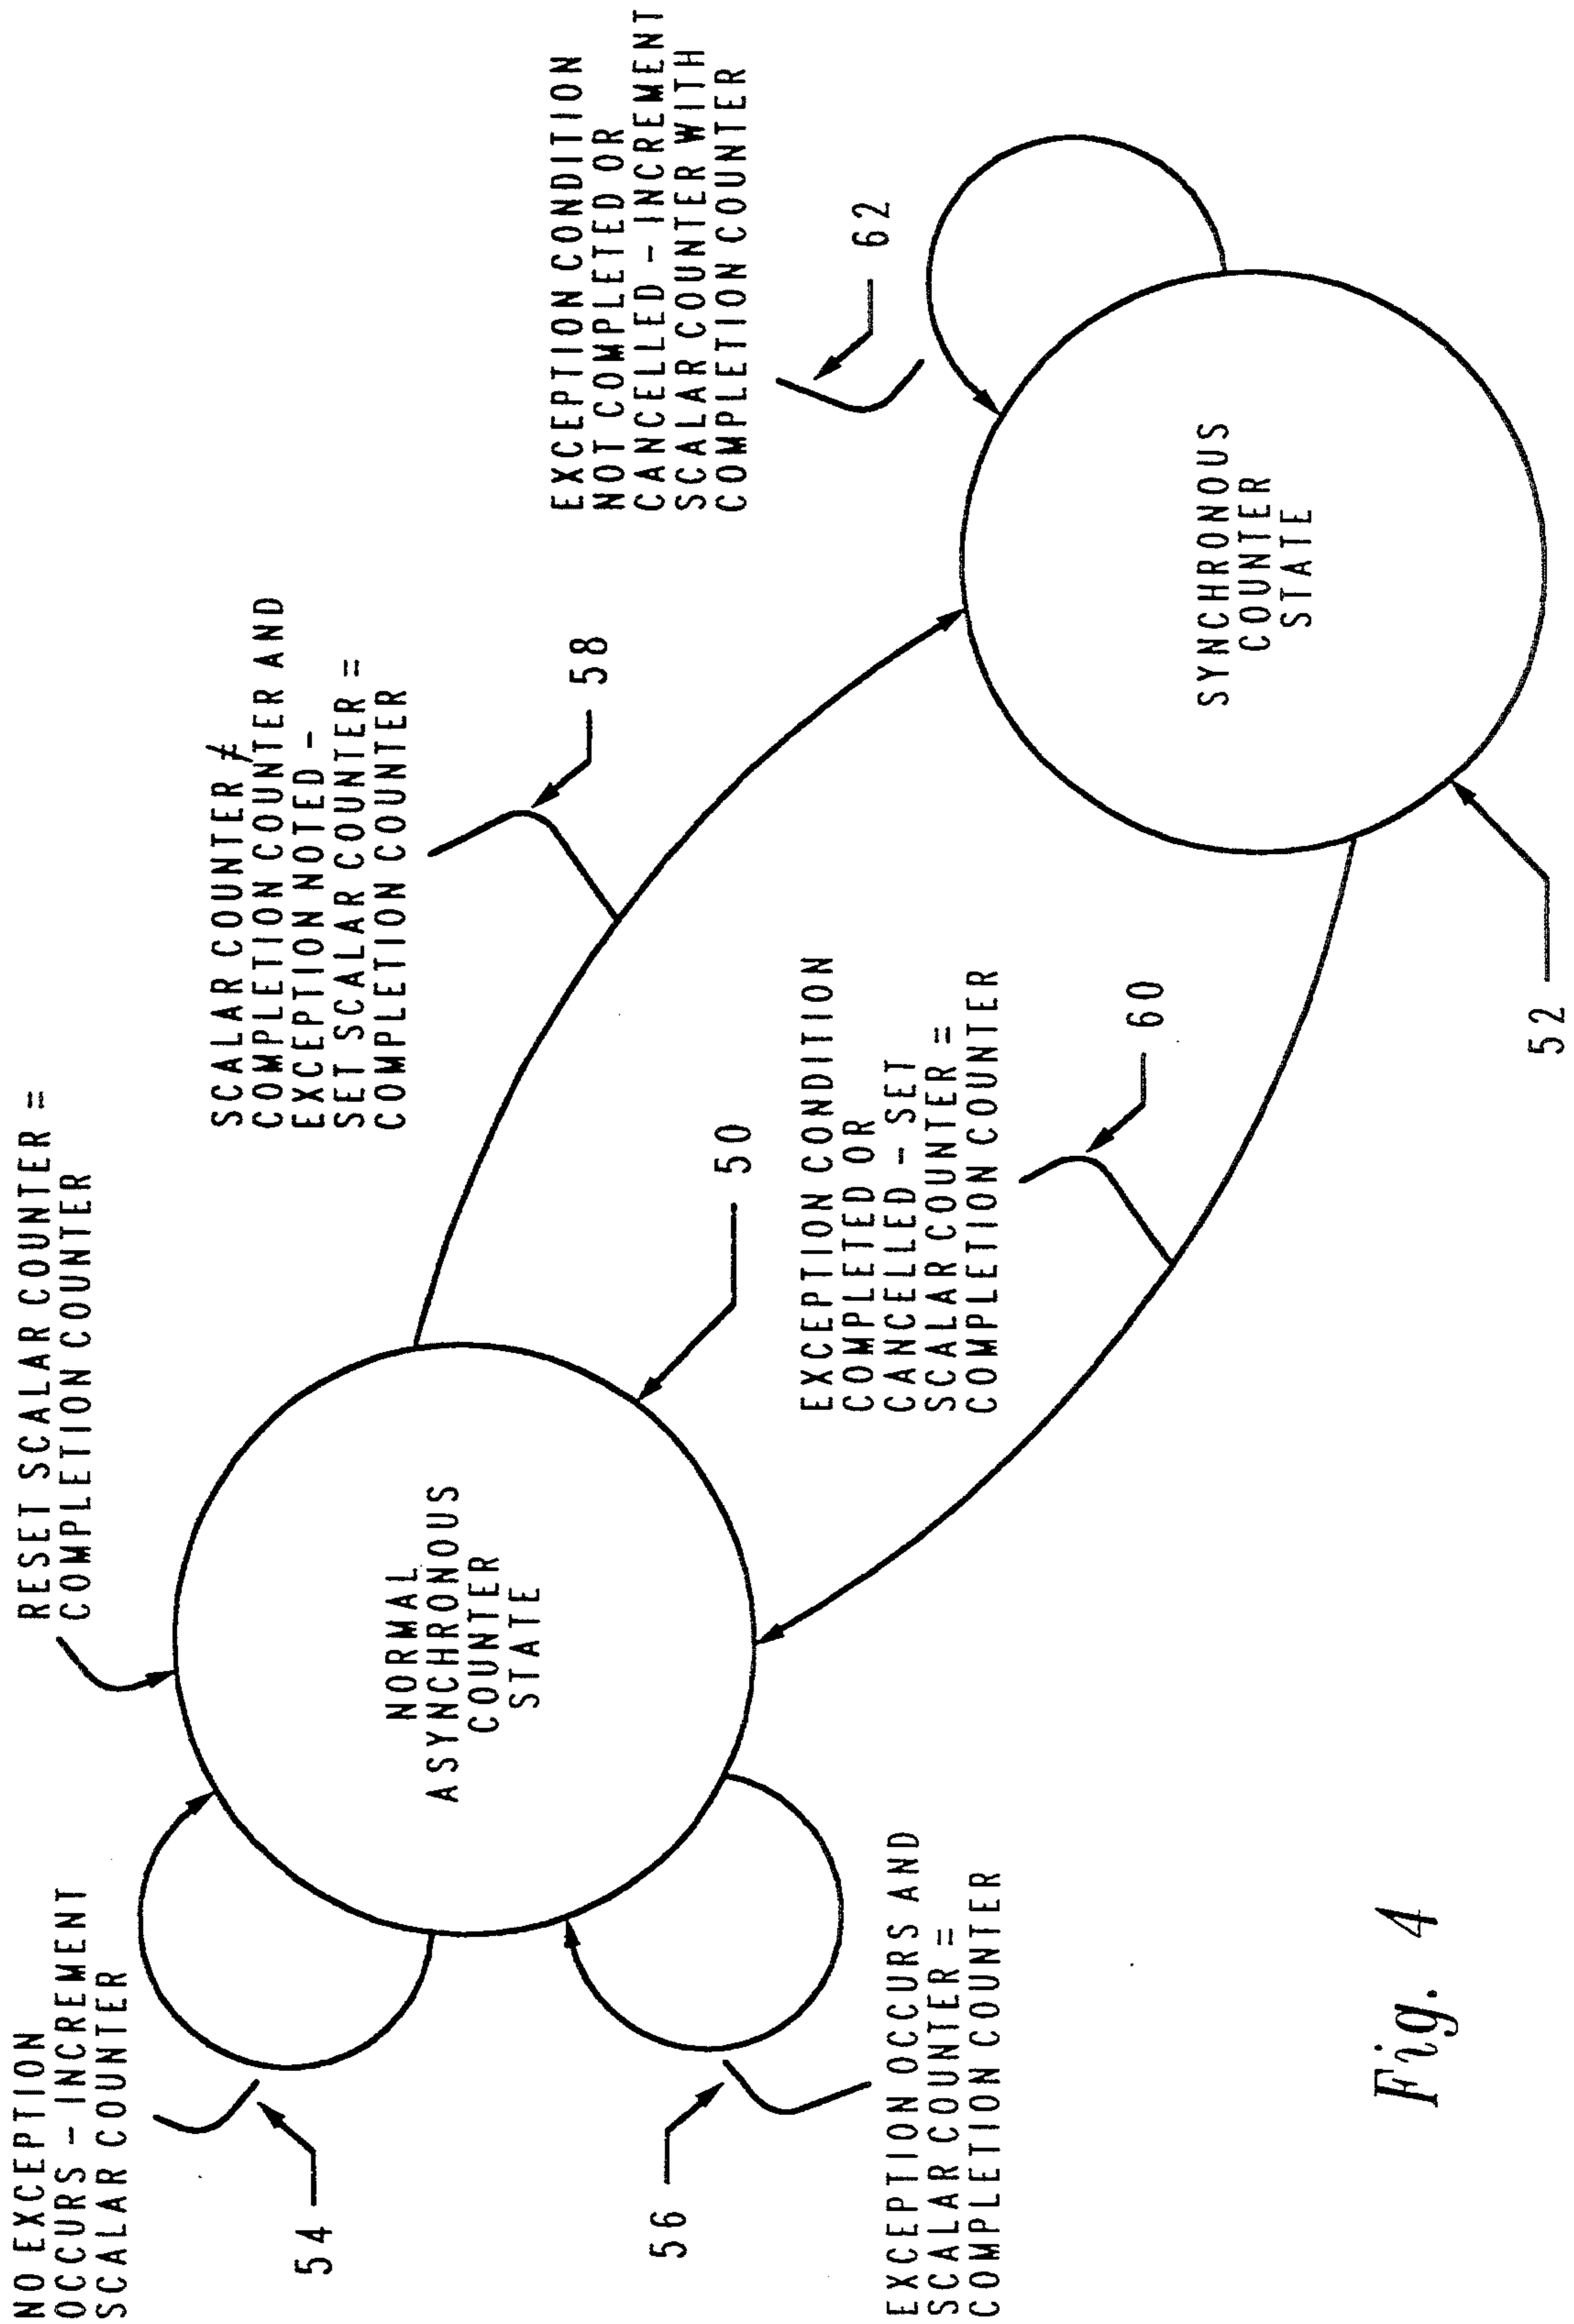 NO EXCEPTION
OCCURS – INCREMENT
SCALAR COUNTER
54
RESET SCALAR COUNTER =
COMPLETION COUNTER
SCALAR COUNTER ≠
COMPLETION COUNTER AND
EXCEPTION NOTED –
SET SCALAR COUNTER =
COMPLETION COUNTER
58
EXCEPTION CONDITION
NOT COMPLETED OR
CANCELLED – INCREMENT
SCALAR COUNTER WITH
COMPLETION COUNTER
62
NORMAL
ASYNCHRONOUS
COUNTER
STATE
50
56
EXCEPTION OCCURS AND
SCALAR COUNTER =
COMPLETION COUNTER
EXCEPTION CONDITION
COMPLETED OR
CANCELLED – SET
SCALAR COUNTER =
COMPLETION COUNTER
60
SYNCHRONOUS
COUNTER
STATE
52
Fig. 4